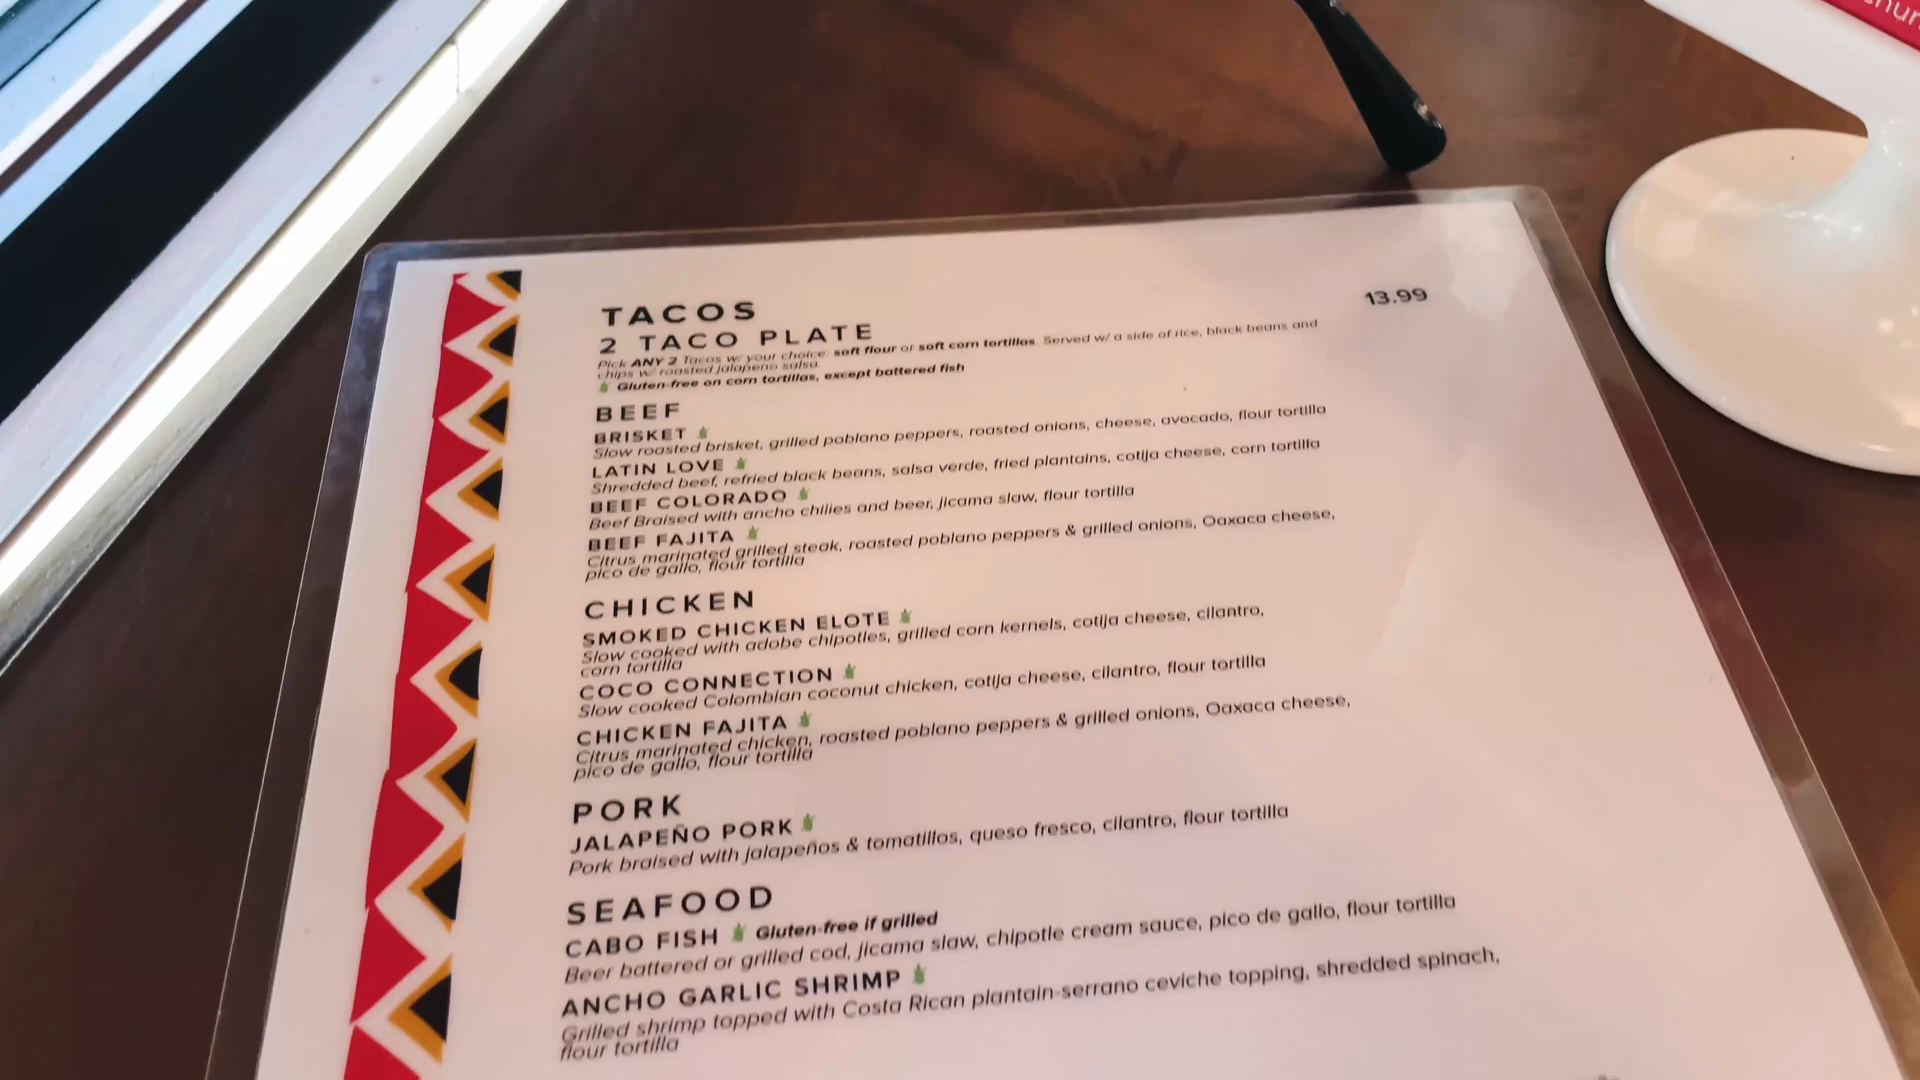 TACOS
13.99
2 TACO PLATE
Pick ANY 2 Tacos w/ your choice: soft flour or soft corn tortillas. Served w/ a side of rice, black beans and
chips w/ roasted jalapeno salsa.
Gluten-free on corn tortillas, except battered fish
BEEF
BRISKET
Slow roasted brisket, grilled poblano peppers, roasted onions, cheese, avocado, flour tortilla
LATIN LOVE
Shredded beef, refried black beans, salsa verde, fried plantains, cotija cheese, corn tortilla
BEEF COLORADO
Beef Braised with ancho chilies and beer, jicama slaw, flour tortilla
BEEF FAJITA
Citrus marinated grilled steak, roasted poblano peppers & grilled onions, Oaxaca cheese,
pico de gallo, flour tortilla
CHICKEN
SMOKED CHICKEN ELOTE
Slow cooked with adobe chipotles, grilled corn kernels, cotija cheese, cilantro,
corn tortilla
COCO CONNECTION
Slow cooked Colombian coconut chicken, cotija cheese, cilantro, flour tortilla
CHICKEN FAJITA
Citrus marinated chicken, roasted poblano peppers & grilled onions, Oaxaca cheese,
pico de gallo, flour tortilla
PORK
JALAPEÑO PORK
Pork braised with jalapeños & tomatillos, queso fresco, cilantro, flour tortilla
SEAFOOD
CABO FISH Gluten-free if grilled
Beer battered or grilled cod, jicama slaw, chipotle cream sauce, pico de gallo, flour tortilla
ANCHO GARLIC SHRIMP
Grilled shrimp topped with Costa Rican plantain-serrano ceviche topping, shredded spinach,
flour tortilla